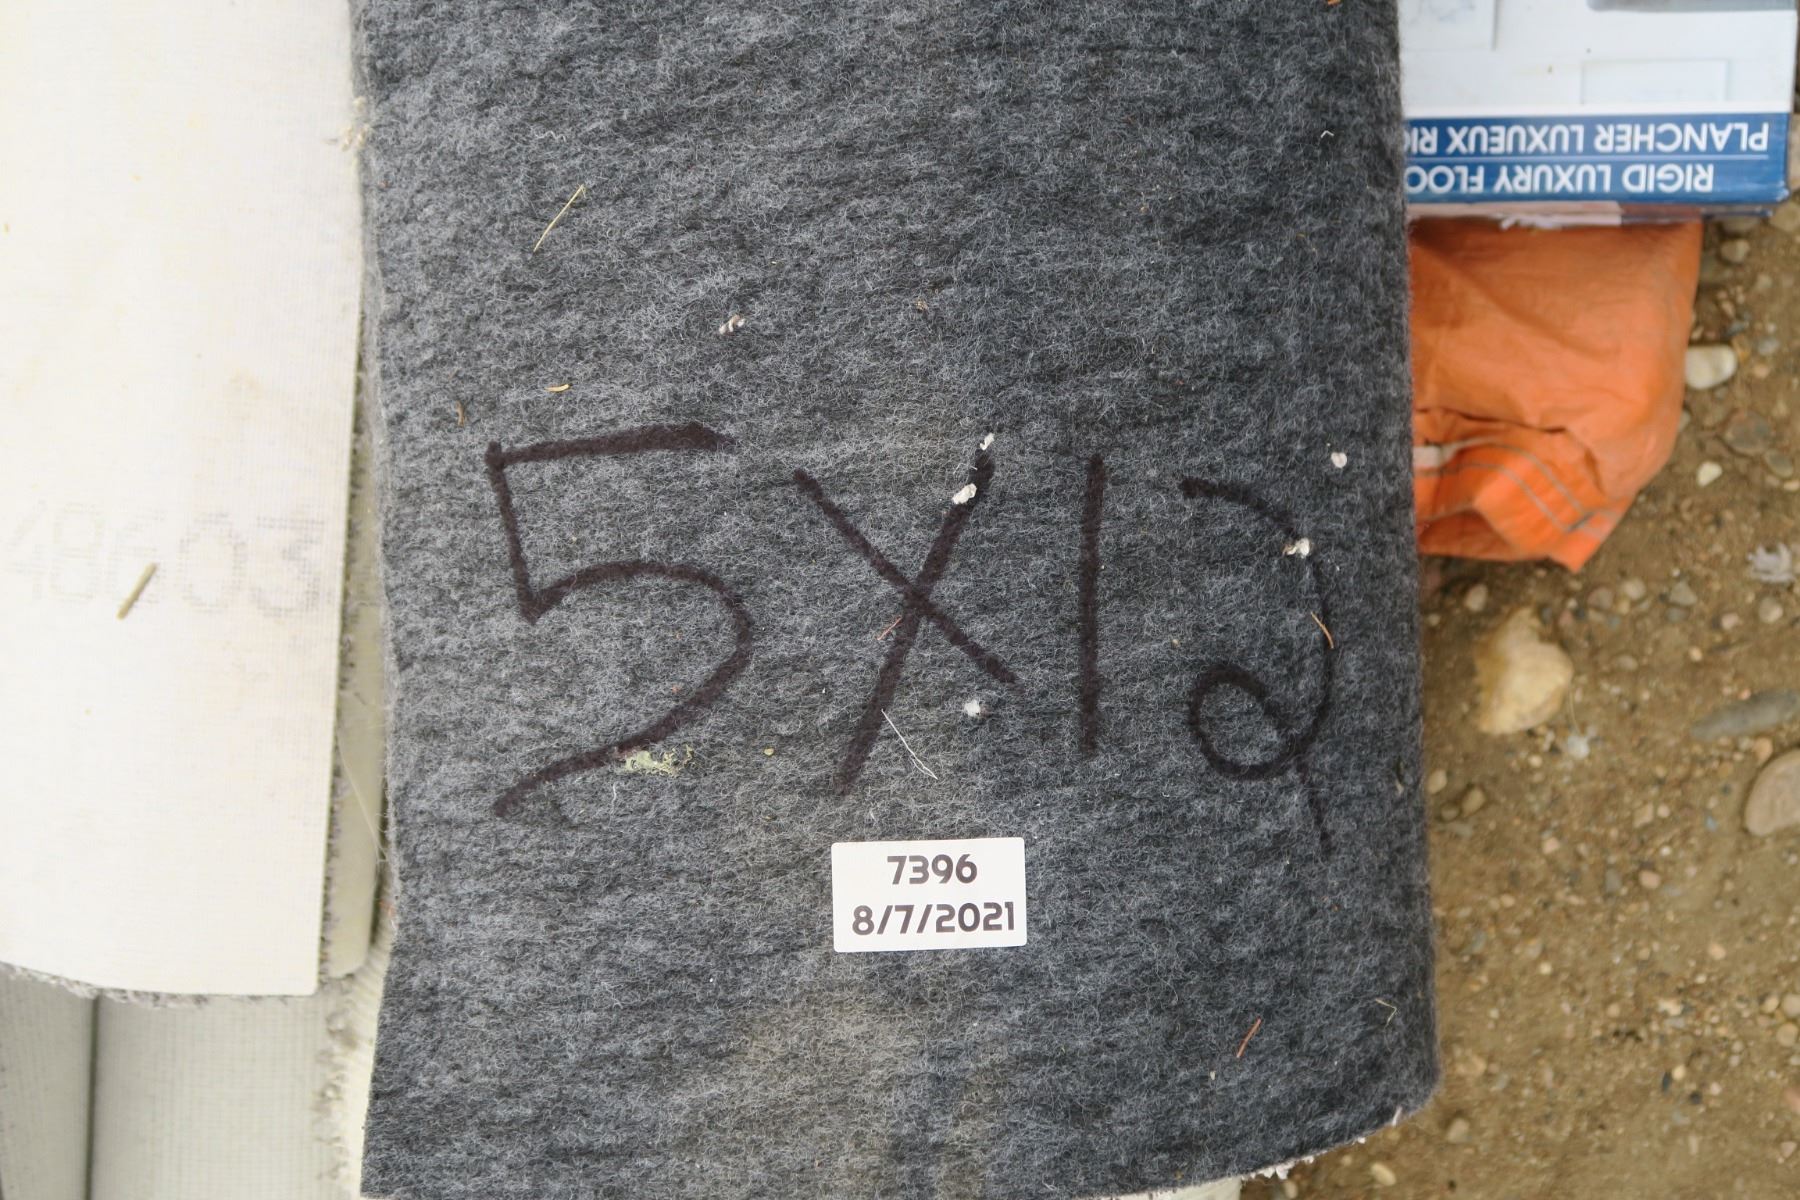 PLANCHER LUXUEUX
RIGID LUXURY
48603
5X12
7396
8/7/2021